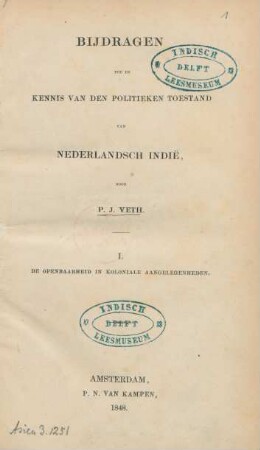 1
BIJDRAGEN
TOT DE
KENNIS VAN DEN POLITIEKEN TOESTAND
VAN
NEDERLANDSCH INDIË,
DOOR
P. J. VETH.
I.
DE OPENBAARHEID IN KOLONIALE AANGELEGENHEDEN.
AMSTERDAM,
P. N. VAN KAMPEN,
1848.
INDISCH
DELFT
LEESMUSEUM
INDISCH
DELFT
LEESMUSEUM
Asien 3. 1251